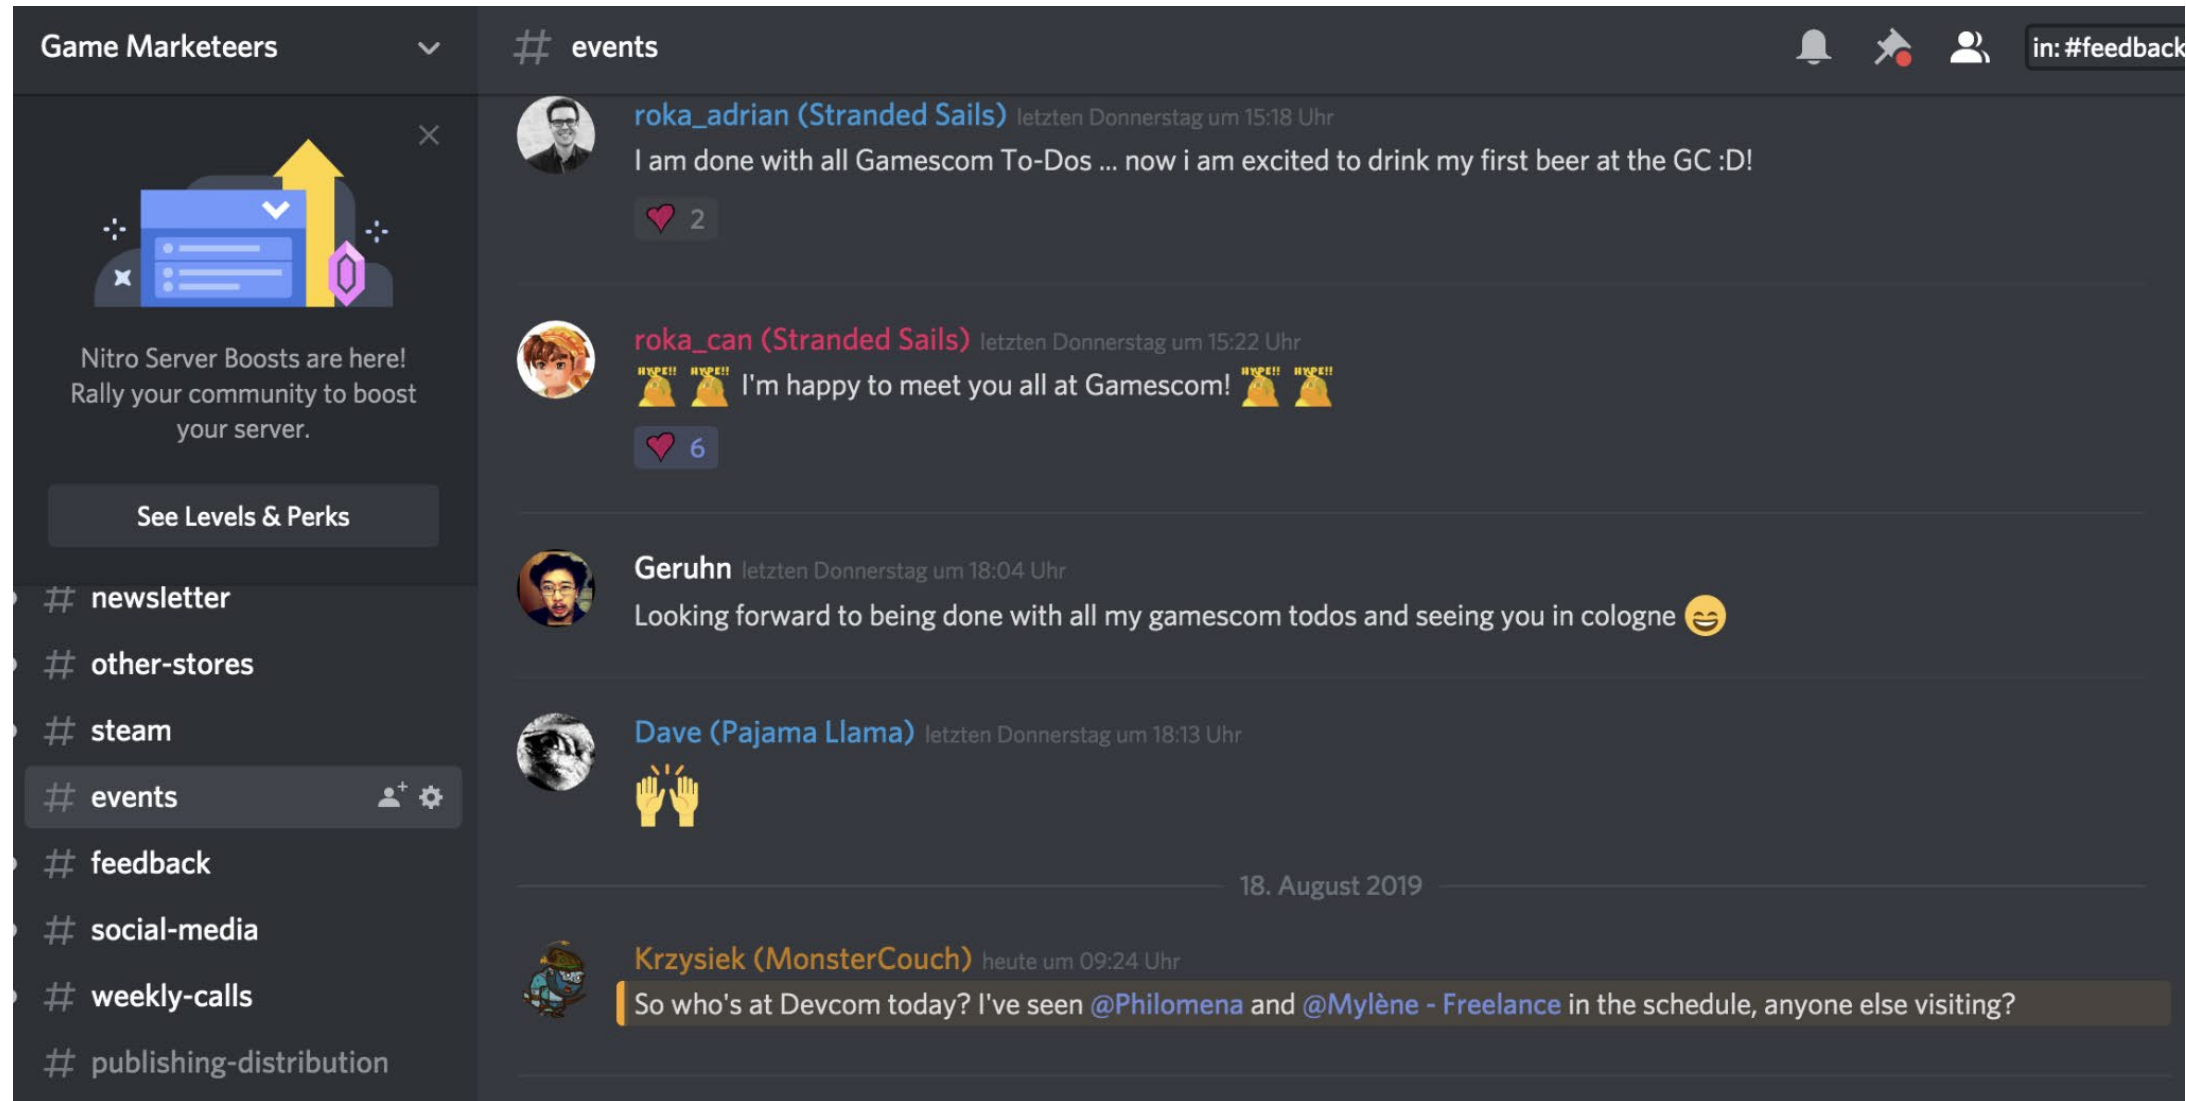 Game Marketeers
Nitro Server Boosts are here!
Rally your community to boost
your server.
See Levels & Perks
# newsletter
# other-stores
# steam
# events
# feedback
# social-media
# weekly-calls
# publishing-distribution
# events
in: #feedback
roka_adrian (Stranded Sails) letzten Donnerstag um 15:18 Uhr
I am done with all Gamescom To-Dos ... now i am excited to drink my first beer at the GC :D!
2
roka_can (Stranded Sails) letzten Donnerstag um 15:22 Uhr
HYPE!! HYPE!! I'm happy to meet you all at Gamescom! HYPE!! HYPE!!
6
Geruhn letzten Donnerstag um 18:04 Uhr
Looking forward to being done with all my gamescom todos and seeing you in cologne 😄
Dave (Pajama Llama) letzten Donnerstag um 18:13 Uhr
🙌
18. August 2019
Krzysiek (MonsterCouch) heute um 09:24 Uhr
So who's at Devcom today? I've seen @Philomena and @Mylène - Freelance in the schedule, anyone else visiting?